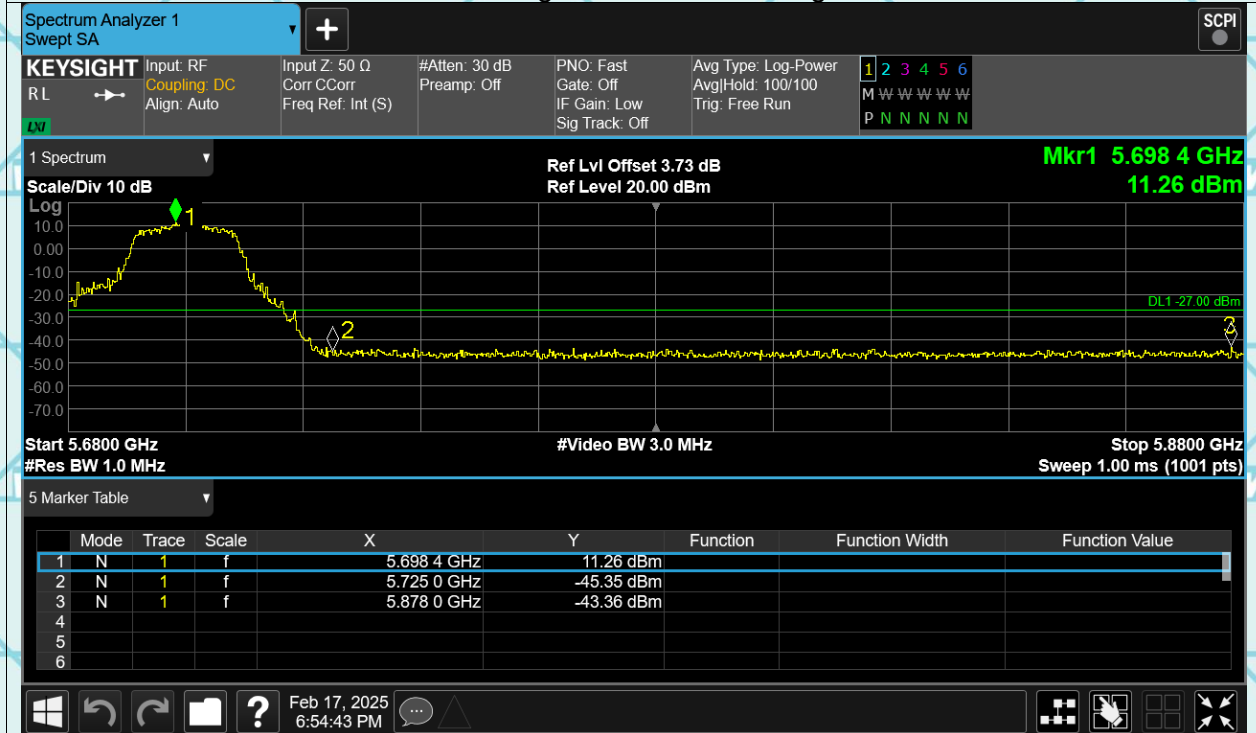 Spectrum Analyzer 1
Swept SA
+
SCPI
KEYSIGHT Input: RF Input Z: 50 Ω #Atten: 30 dB PNO: Fast Avg Type: Log-Power 1 2 3 4 5 6
R L Coupling: DC Corr CCorr Preamp: Off Gate: Off Avg|Hold: 100/100 M W W W W W
Align: Auto Freq Ref: Int (S) IF Gain: Low Trig: Free Run P N N N N N
LXI Sig Track: Off
1 Spectrum Ref Lvl Offset 3.73 dB Mkr1 5.698 4 GHz
Scale/Div 10 dB Ref Level 20.00 dBm 11.26 dBm
Log
1
10.0
0.00
-10.0
-20.0
DL1 -27.00 dBm
-30.0
2 3
-40.0
-50.0
-60.0
-70.0
Start 5.6800 GHz #Video BW 3.0 MHz Stop 5.8800 GHz
#Res BW 1.0 MHz Sweep 1.00 ms (1001 pts)
5 Marker Table
Mode Trace Scale X Y Function Function Width Function Value
1 N 1 f 5.698 4 GHz 11.26 dBm
2 N 1 f 5.725 0 GHz -45.35 dBm
3 N 1 f 5.878 0 GHz -43.36 dBm
4
5
6
? Feb 17, 2025
6:54:43 PM